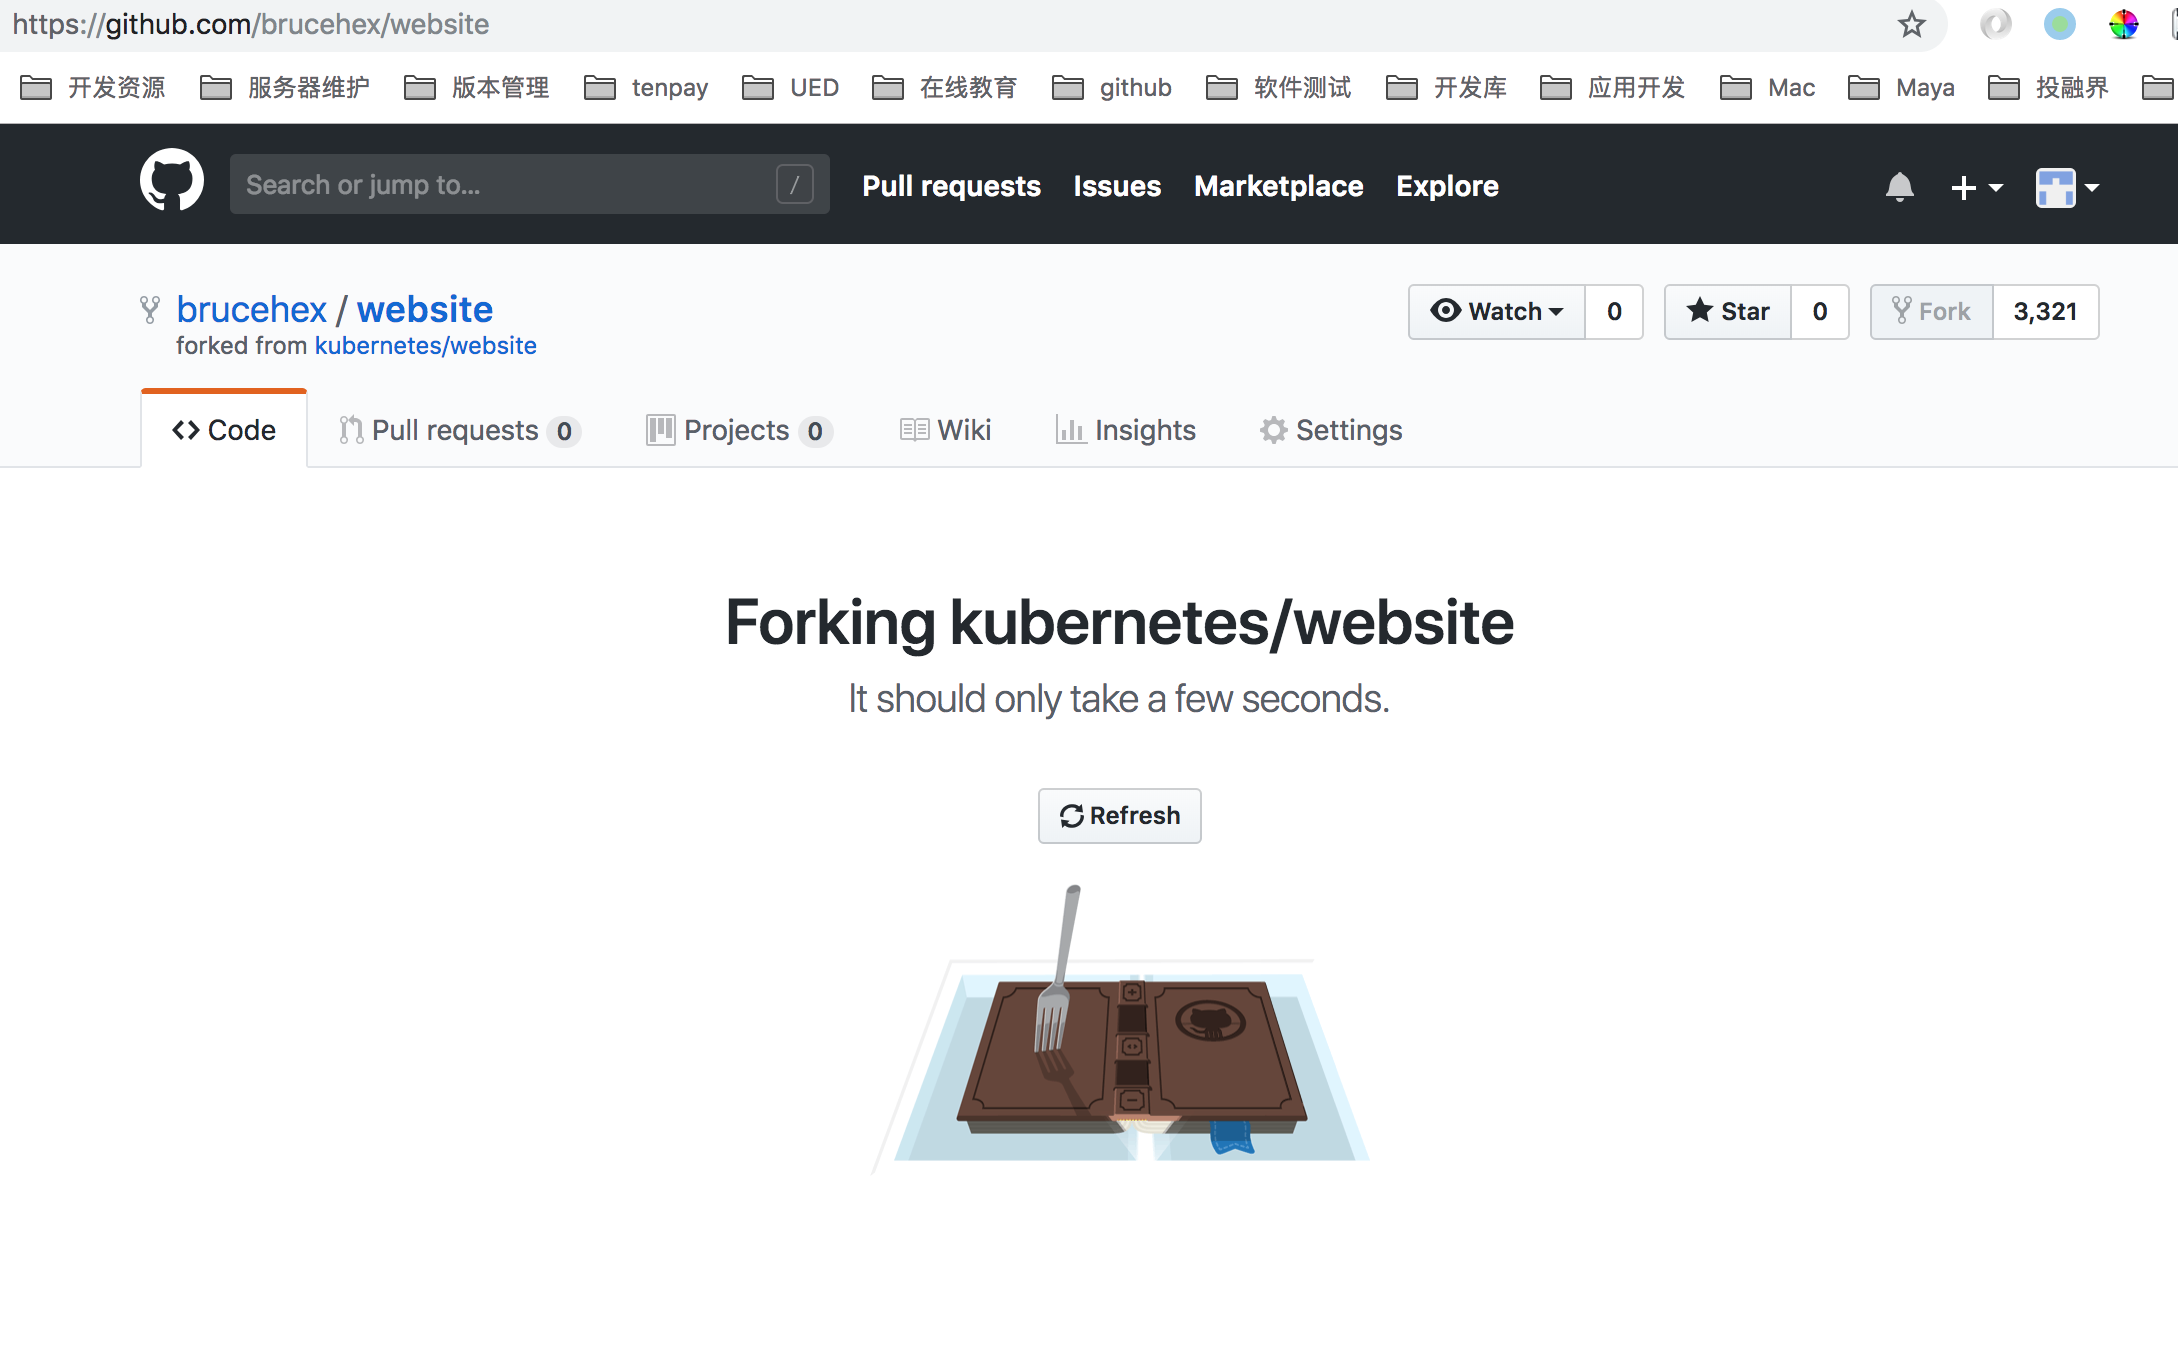 https://github.com/brucehex/website
开发资源 服务器维护 版本管理 tenpay UED 在线教育 github 软件测试 开发库 应用开发 Mac Maya 投融界
Search or jump to... / Pull requests Issues Marketplace Explore
brucehex / website Watch 0 Star 0 Fork 3,321
forked from kubernetes/website
Code Pull requests 0 Projects 0 Wiki Insights Settings
Forking kubernetes/website
It should only take a few seconds.
Refresh